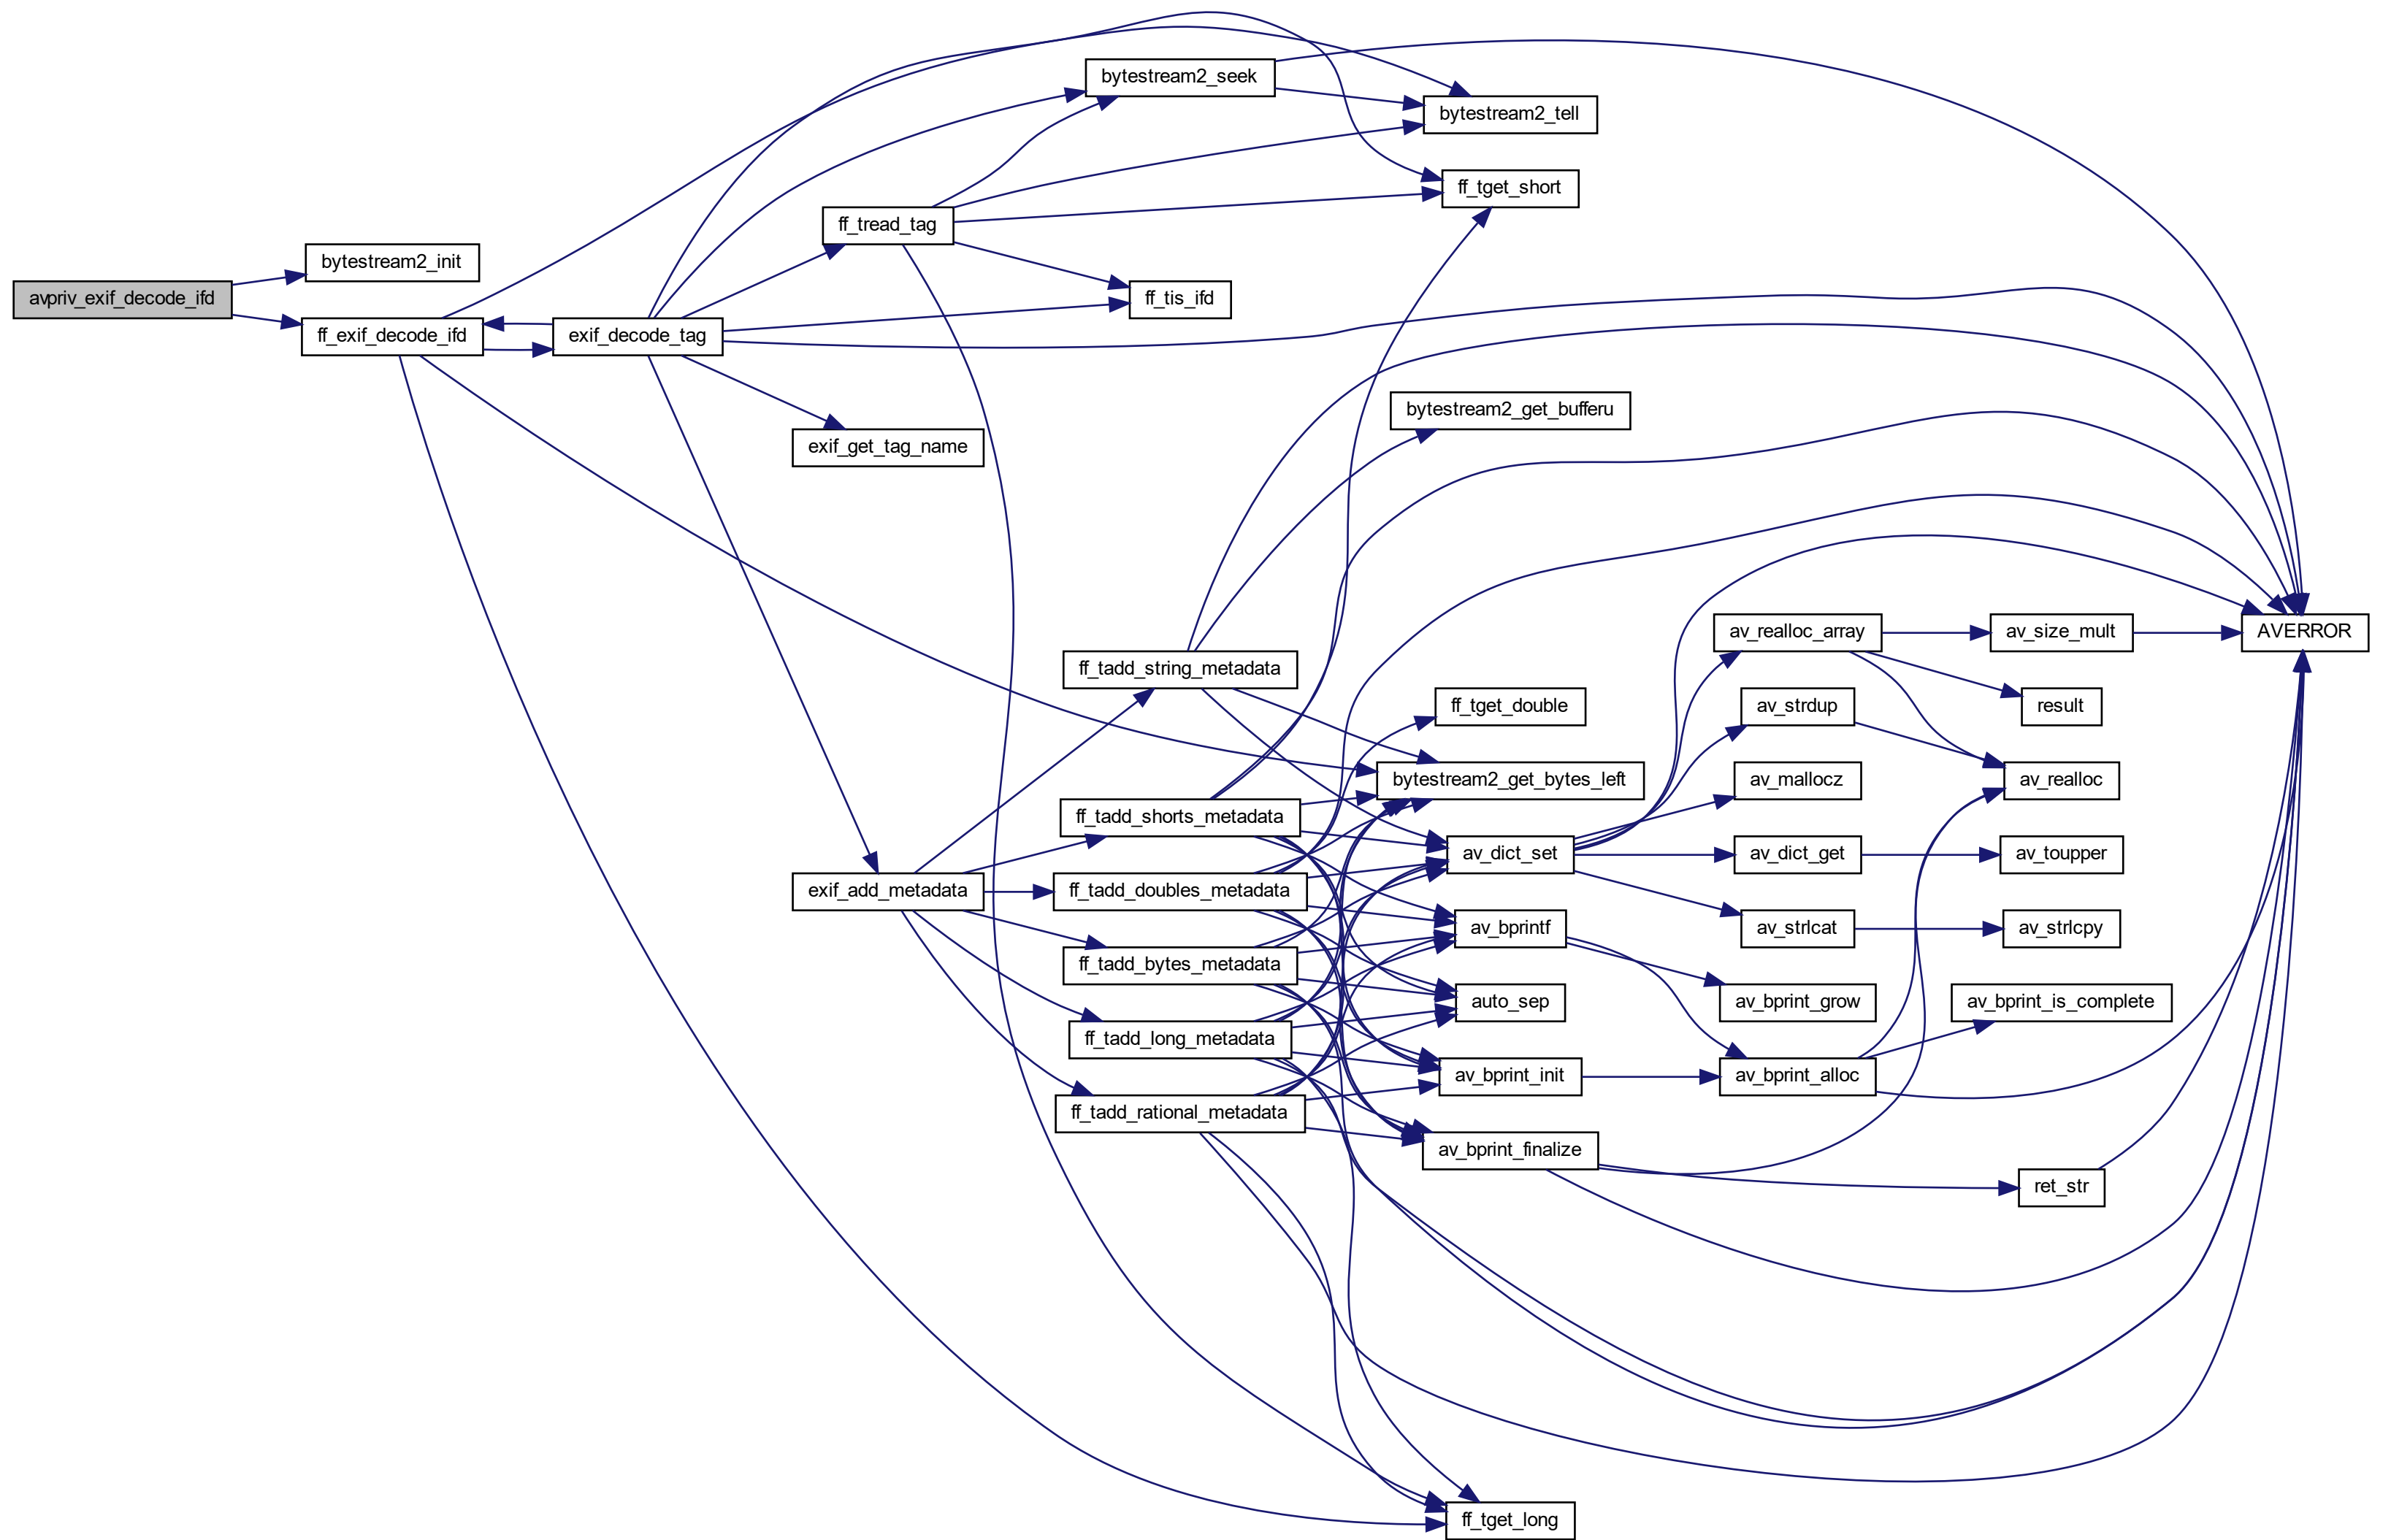 bytestream2_seek
bytestream2_tell
ff_tget_short
ff_tread_tag
bytestream2_init
avpriv_exif_decode_ifd
ff_tis_ifd
ff_exif_decode_ifd
exif_decode_tag
bytestream2_get_bufferu
exif_get_tag_name
AVERROR
av_realloc_array
av_size_mult
ff_tadd_string_metadata
ff_tget_double
av_strdup
result
bytestream2_get_bytes_left
av_mallocz
av_realloc
ff_tadd_shorts_metadata
av_dict_set
av_dict_get
av_toupper
exif_add_metadata
ff_tadd_doubles_metadata
av_bprintf
av_strlcat
av_strlcpy
ff_tadd_bytes_metadata
auto_sep
av_bprint_grow
av_bprint_is_complete
ff_tadd_long_metadata
av_bprint_init
av_bprint_alloc
ff_tadd_rational_metadata
av_bprint_finalize
ret_str
ff_tget_long